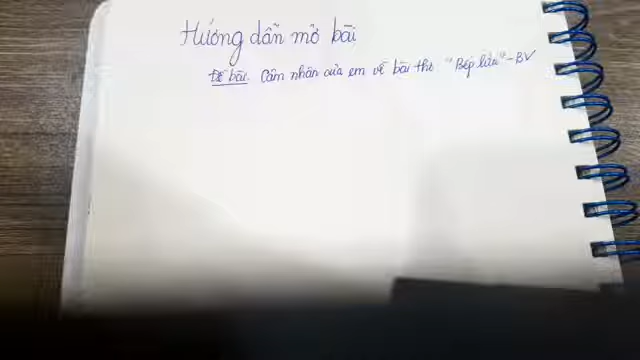 Hướng dẫn mở bài
Đề bài. Cảm nhận của em về bài thơ "Bếp lửa" - BV